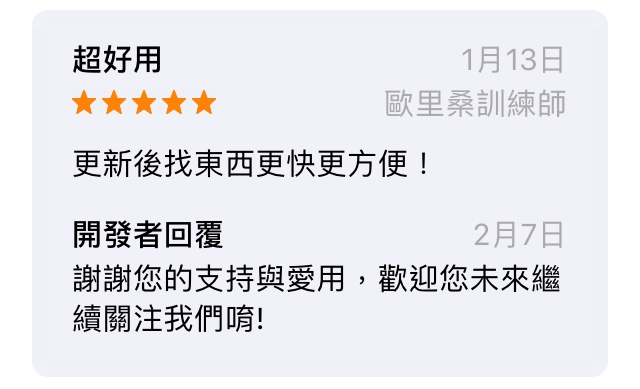 超好用 1月13日
★★★★★ 歐里桑訓練師
更新後找東西更快更方便！
開發者回覆 2月7日
謝謝您的支持與愛用，歡迎您未來繼
續關注我們唷!